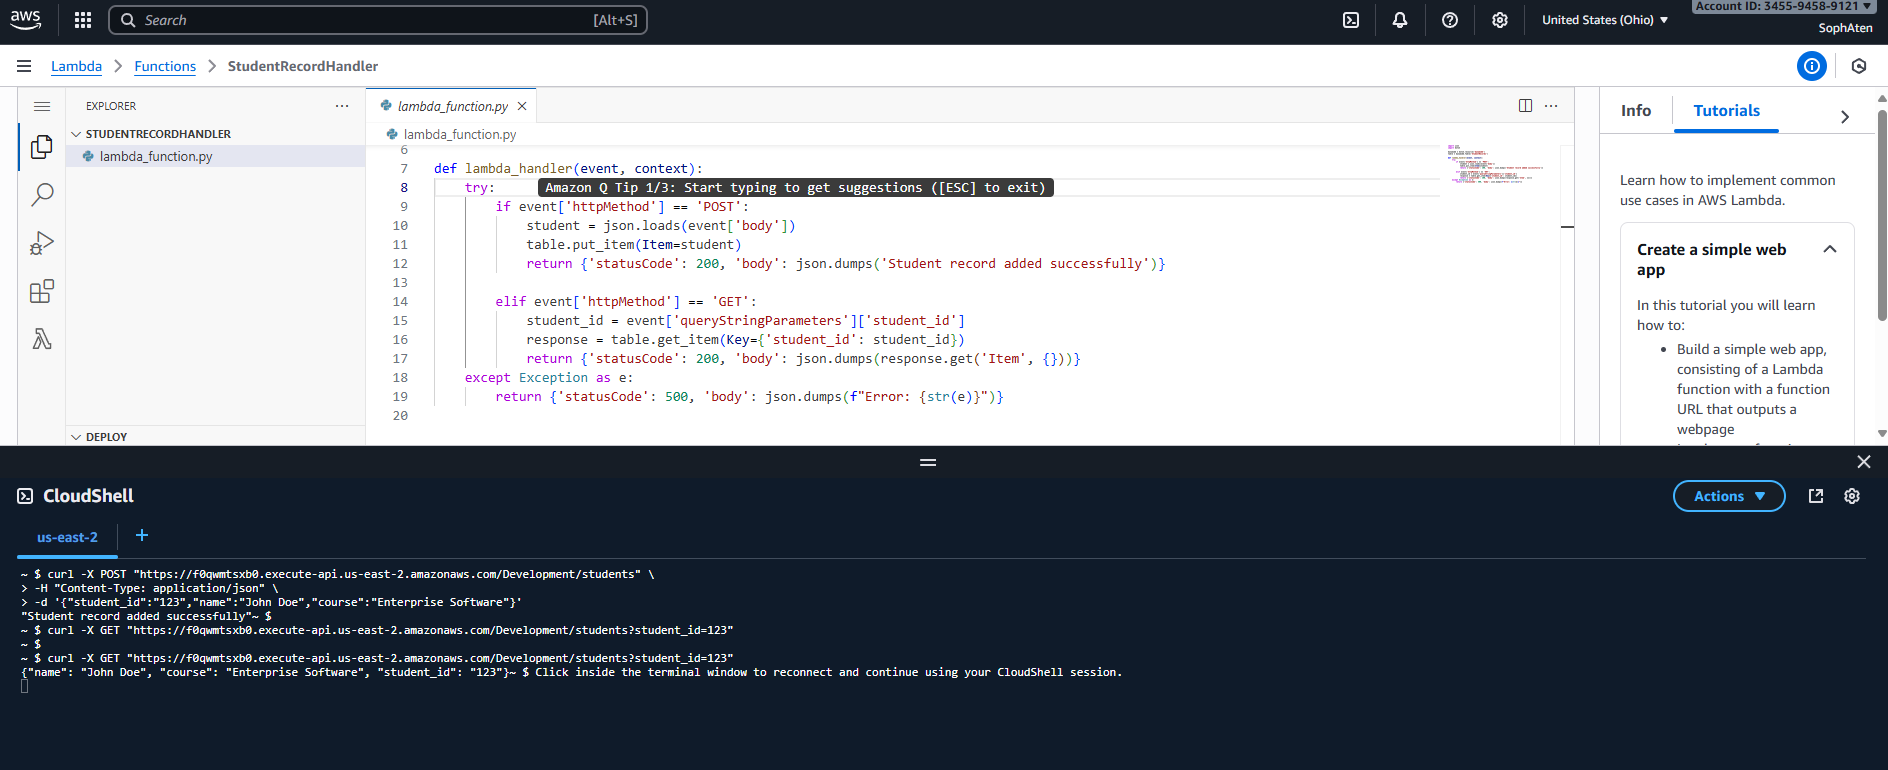 aws
Search
[Alt+S]
United States (Ohio) ▼
Account ID: 3455-9458-9121 ▼
SophAten
Lambda > Functions > StudentRecordHandler
EXPLORER
STUDENTRECORDHANDLER
lambda_function.py
DEPLOY
lambda_function.py
lambda_function.py
6
7 def lambda_handler(event, context):
8 try:
Amazon Q Tip 1/3: Start typing to get suggestions ([ESC] to exit)
9 if event['httpMethod'] == 'POST':
10 student = json.loads(event['body'])
11 table.put_item(Item=student)
12 return {'statusCode': 200, 'body': json.dumps('Student record added successfully')}
13
14 elif event['httpMethod'] == 'GET':
15 student_id = event['queryStringParameters']['student_id']
16 response = table.get_item(Key={'student_id': student_id})
17 return {'statusCode': 200, 'body': json.dumps(response.get('Item', {}))}
18 except Exception as e:
19 return {'statusCode': 500, 'body': json.dumps(f"Error: {str(e)}")}
20
Info
Tutorials
Learn how to implement common
use cases in AWS Lambda.
Create a simple web
app
In this tutorial you will learn
how to:
• Build a simple web app,
consisting of a Lambda
function with a function
URL that outputs a
webpage
CloudShell
Actions ▼
us-east-2
+
~ $ curl -X POST "https://f0qwmtsxb0.execute-api.us-east-2.amazonaws.com/Development/students" \
> -H "Content-Type: application/json" \
> -d '{"student_id":"123","name":"John Doe","course":"Enterprise Software"}'
"Student record added successfully"~ $
~ $ curl -X GET "https://f0qwmtsxb0.execute-api.us-east-2.amazonaws.com/Development/students?student_id=123"
~ $
~ $ curl -X GET "https://f0qwmtsxb0.execute-api.us-east-2.amazonaws.com/Development/students?student_id=123"
{"name": "John Doe", "course": "Enterprise Software", "student_id": "123"}~ $ Click inside the terminal window to reconnect and continue using your CloudShell session.